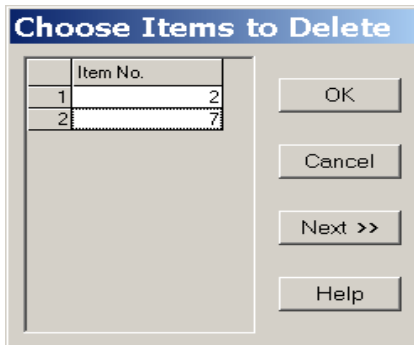 Choose Items to Delete
Item No.
1 2
2 7
OK
Cancel
Next >>
Help